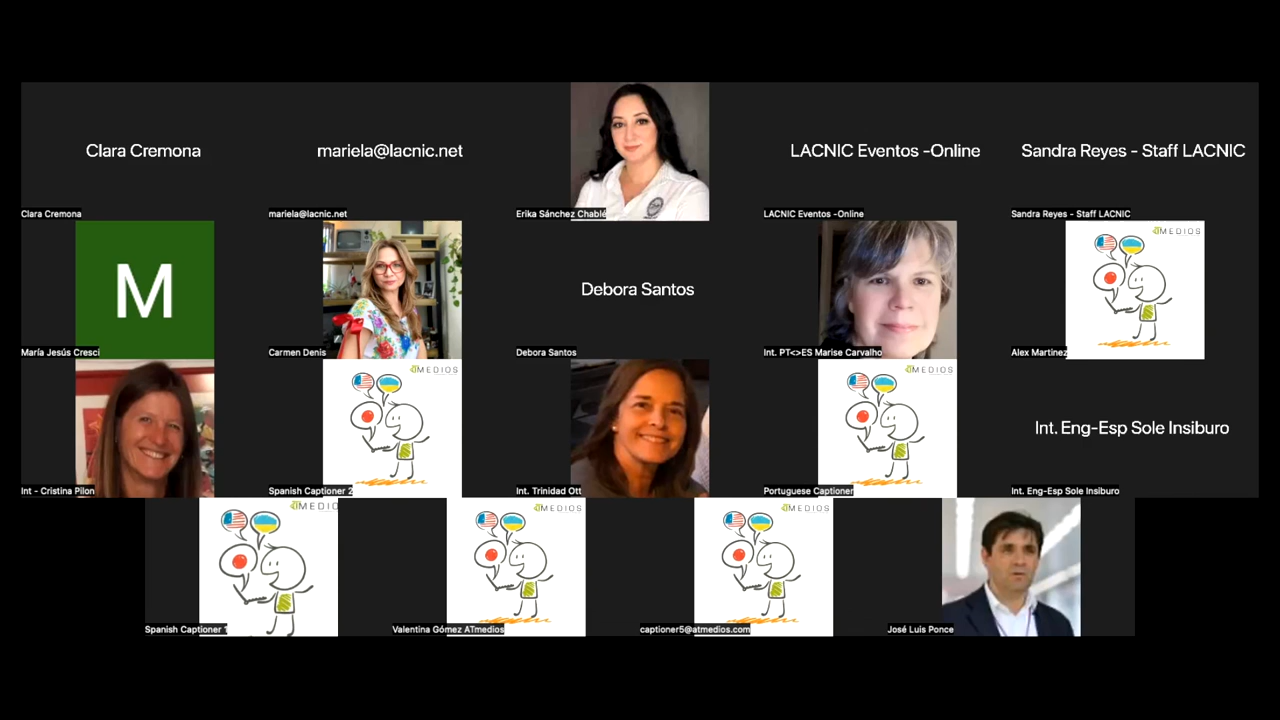 Clara Cremona
mariela@lacnic.net
LACNIC Eventos -Online
Sandra Reyes - Staff LACNIC
Clara Cremona
mariela@lacnic.net
Erika Sánchez Chablé
LACNIC Eventos -Online
Sandra Reyes - Staff LACNIC
M
Debora Santos
MEDIOS
María Jesús Cresci
Carmen Denis
Debora Santos
Int. PT<>ES Marise Carvalho
Alex Martinez
MEDIOS
MEDIOS
Int. Eng-Esp Sole Insiburo
Int - Cristina Pilon
Spanish Captioner 2
Int. Trinidad Ott
Portuguese Captioner
Int. Eng-Esp Sole Insiburo
MEDIO
MEDIOS
MEDIOS
Spanish Captioner 1
Valentina Gómez ATmedios
captioner5@atmedios.com
José Luis Ponce